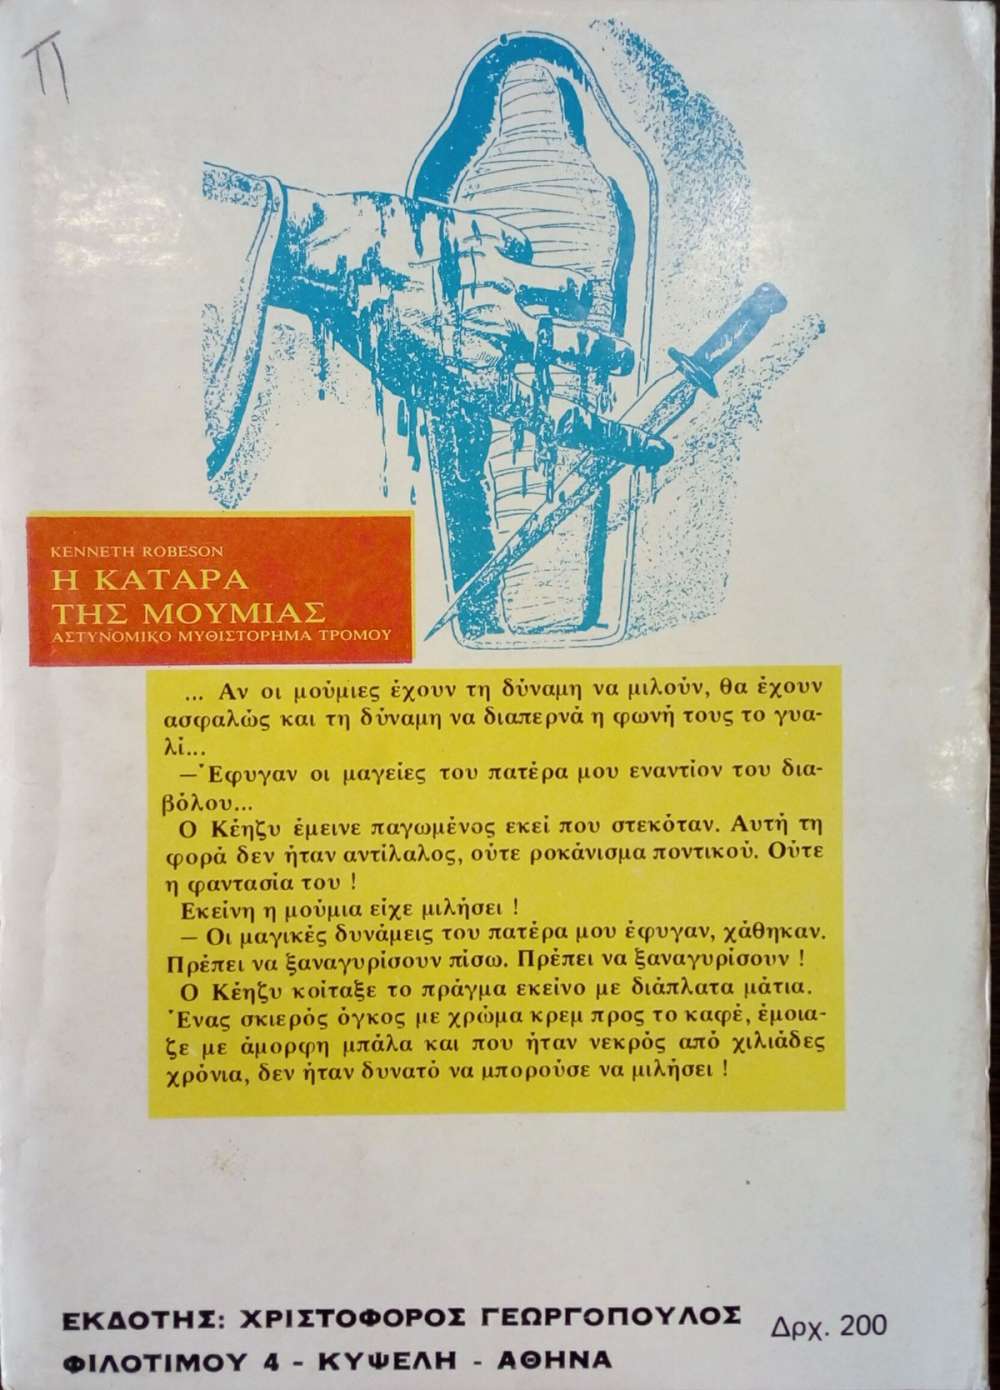 Π
KENNETH ROBESON
Η ΚΑΤΑΡΑ
ΤΗΣ ΜΟΥΜΙΑΣ
ΑΣΤΥΝΟΜΙΚΟ ΜΥΘΙΣΤΟΡΗΜΑ ΤΡΟΜΟΥ
... Αν οι μούμιες έχουν τη δύναμη να μιλούν, θα έχουν
ασφαλώς και τη δύναμη να διαπερνά η φωνή τους το γυα-
λί...
—Έφυγαν οι μαγείες του πατέρα μου εναντίον του δια-
βόλου...
Ο Κέηζυ έμεινε παγωμένος εκεί που στεκόταν. Αυτή τη
φορά δεν ήταν αντίλαλος, ούτε ροκάνισμα ποντικού. Ούτε
η φαντασία του !
Εκείνη η μούμια είχε μιλήσει !
— Οι μαγικές δυνάμεις του πατέρα μου έφυγαν, χάθηκαν.
Πρέπει να ξαναγυρίσουν πίσω. Πρέπει να ξαναγυρίσουν !
Ο Κέηζυ κοίταξε το πράγμα εκείνο με διάπλατα μάτια.
Ένας σκιερός όγκος με χρώμα κρεμ προς το καφέ, έμοια-
ζε με άμορφη μπάλα και που ήταν νεκρός από χιλιάδες
χρόνια, δεν ήταν δυνατό να μπορούσε να μιλήσει !
ΕΚΔΟΤΗΣ: ΧΡΙΣΤΟΦΟΡΟΣ ΓΕΩΡΓΟΠΟΥΛΟΣ Δρχ. 200
ΦΙΛΟΤΙΜΟΥ 4 - ΚΥΨΕΛΗ - ΑΘΗΝΑ